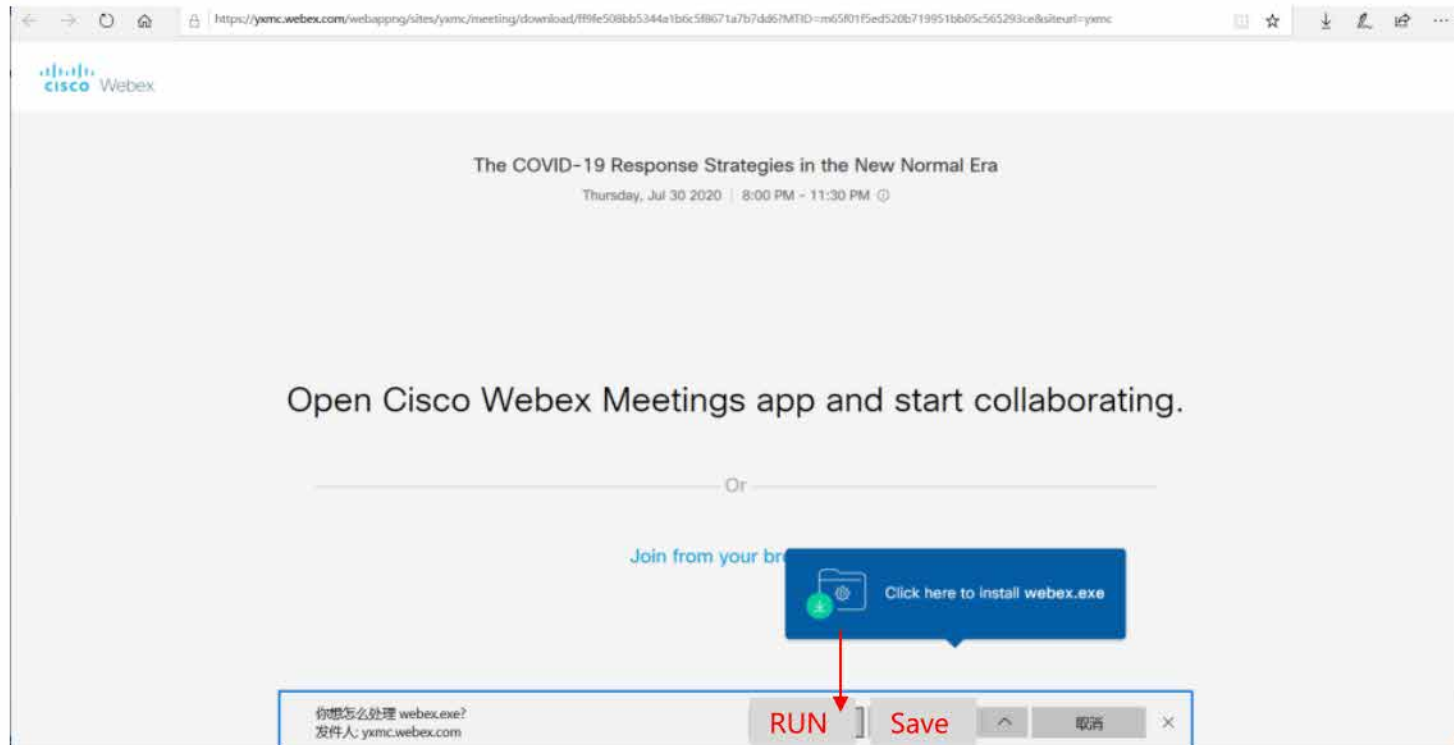 https://yxmc.webex.com/webappng/sites/yxmc/meeting/download/ff9fe508bb5344a1b6c5f8671a7b7dd6?MTID=m65f01f5ed520b719951bb05c565293ce&siteurl=yxmc
cisco Webex
The COVID-19 Response Strategies in the New Normal Era
Thursday, Jul 30 2020 | 8:00 PM - 11:30 PM
Open Cisco Webex Meetings app and start collaborating.
Or
Join from your
Click here to install webex.exe
你想怎么处理 webex.exe?
发件人: yxmc.webex.com
RUN Save 取消